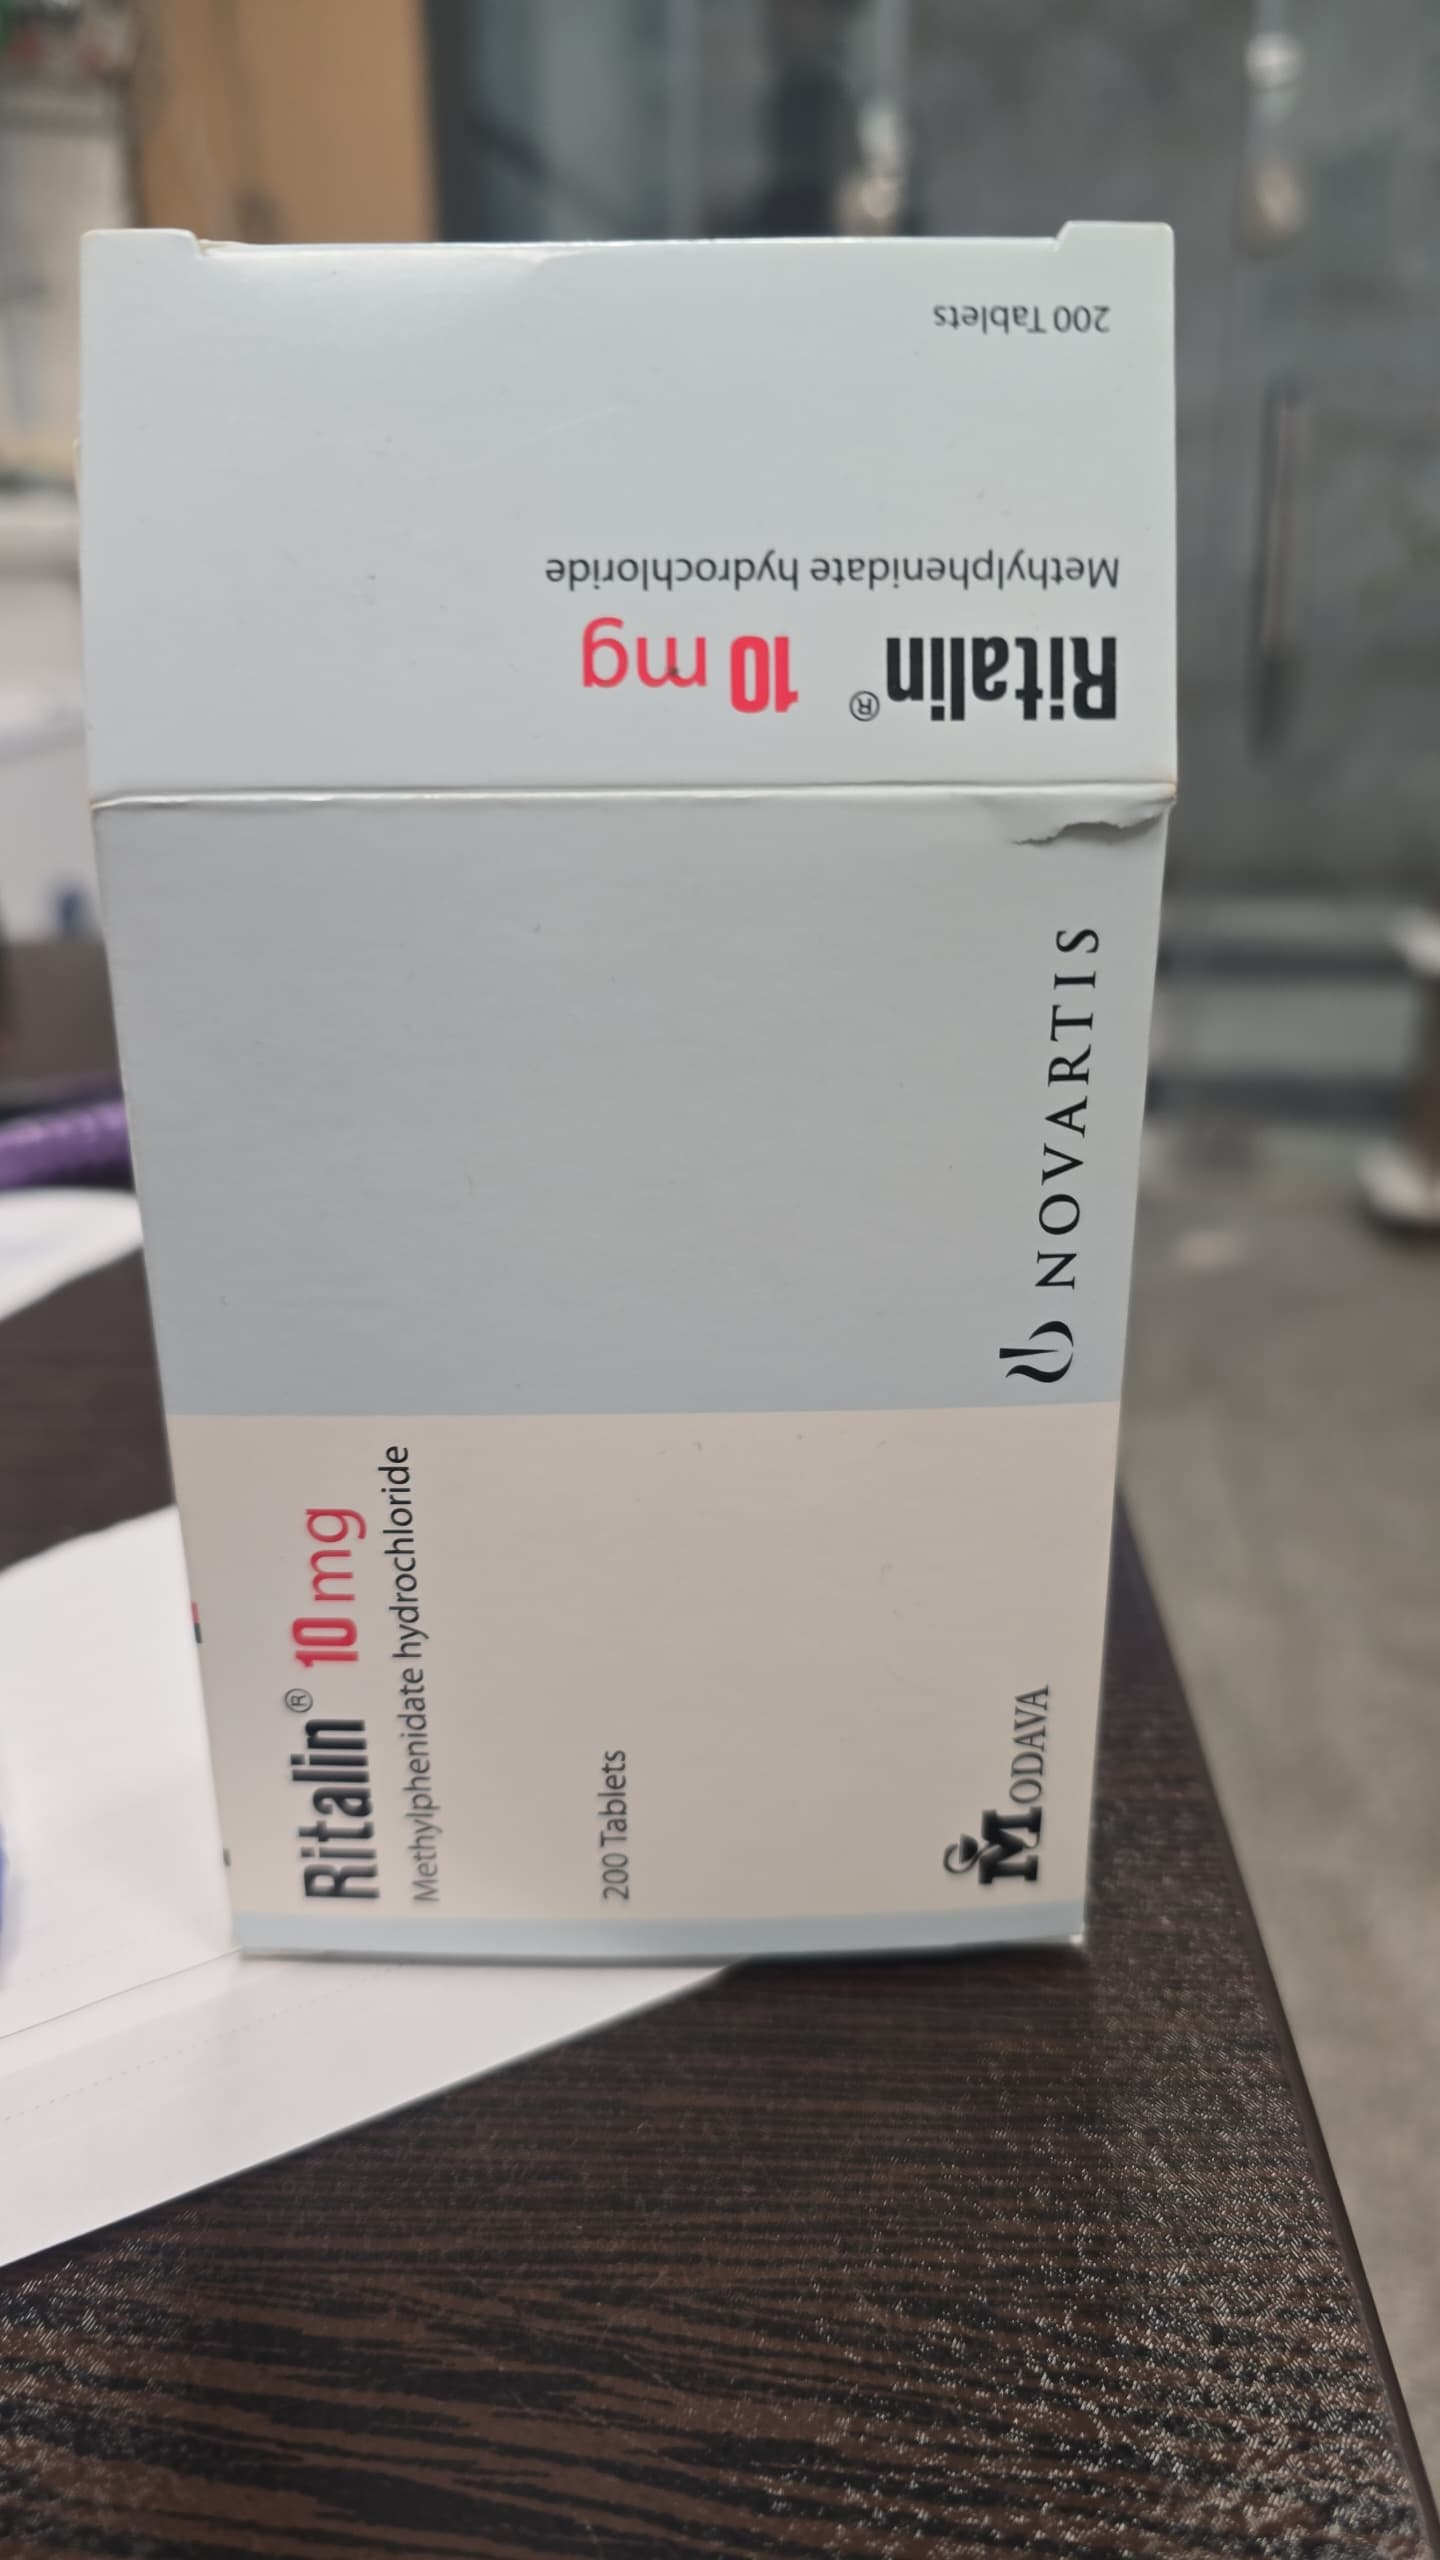 200 Tablets
Methylphenidate hydrochloride
Ritalin® 10 mg
NOVARTIS
Ritalin® 10 mg
Methylphenidate hydrochloride
200 Tablets
MODAVA